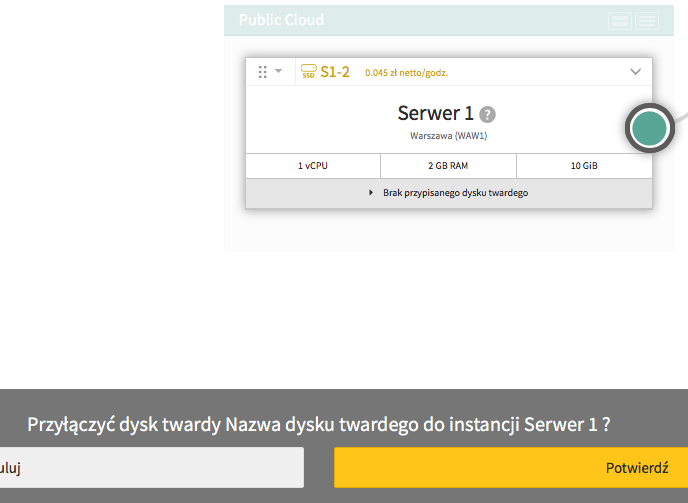 Public Cloud
SSD S1-2 0.045 zł netto/godz.
Serwer 1 ?
Warszawa (WAW1)
1 vCPU 2 GB RAM 10 GiB
Brak przypisanego dysku twardego
Przyłączyć dysk twardy Nazwa dysku twardego do instancji Serwer 1 ?
uluj Potwierdź